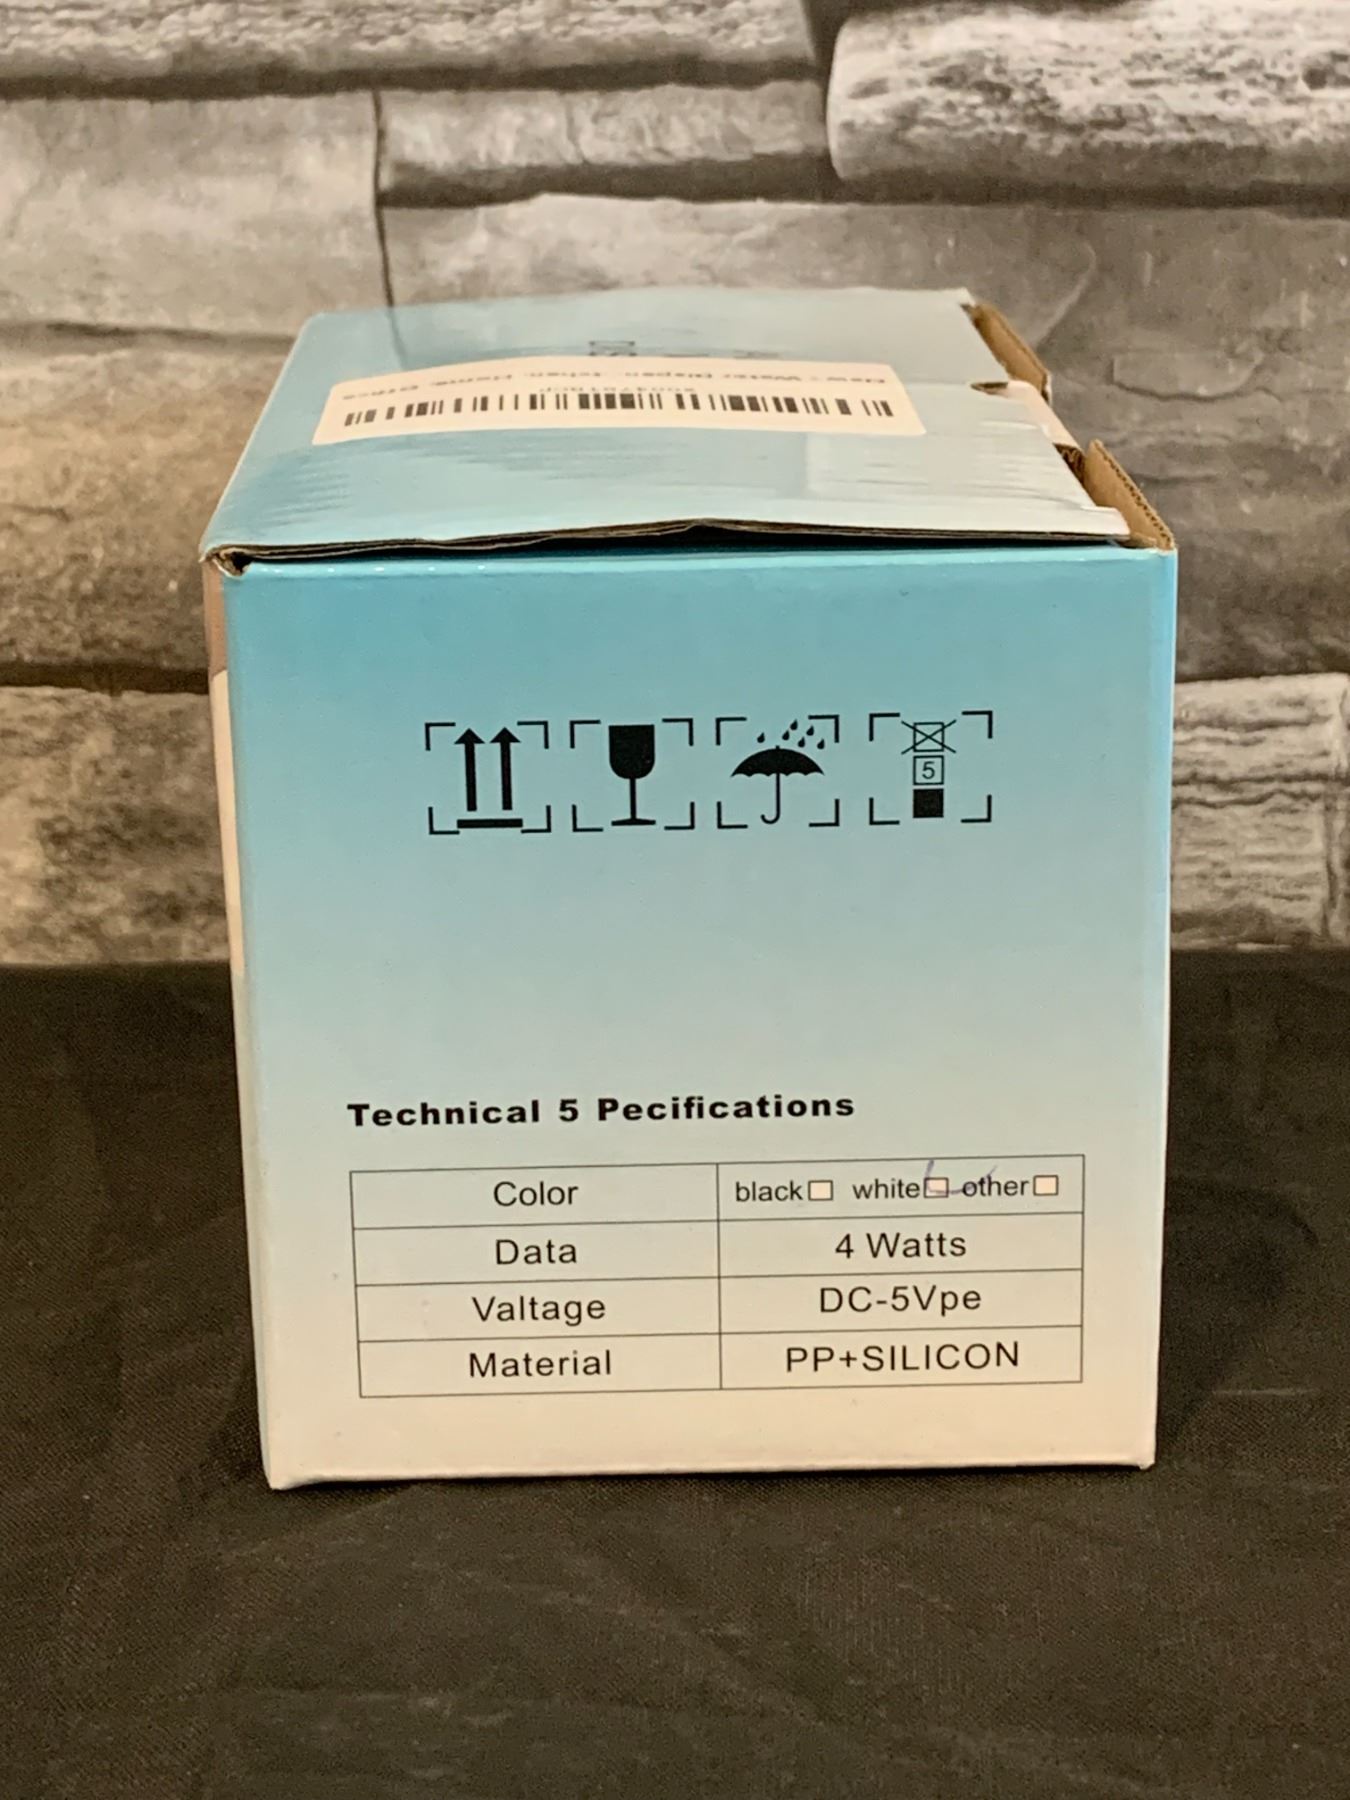 5
Technical 5 Pecifications
Color black white other
Data 4 Watts
Valtage DC-5Vpe
Material PP+SILICON